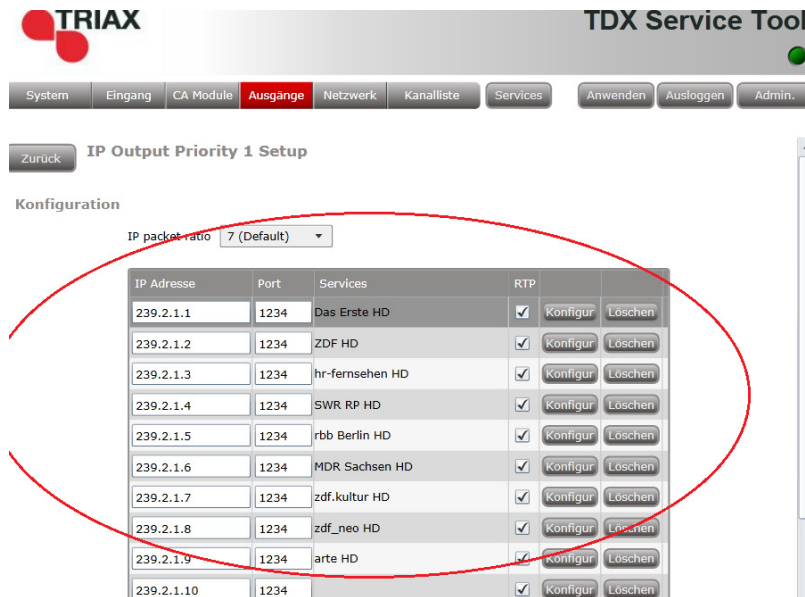 TRIAX
TDX Service Tool
System Eingang CA Module Ausgänge Netzwerk Kanalliste Services Anwenden Ausloggen Admin.
Zurück IP Output Priority 1 Setup
Konfiguration
IP packet ratio 7 (Default)
IP Adresse Port Services RTP
239.2.1.1 1234 Das Erste HD Konfigur Löschen
239.2.1.2 1234 ZDF HD Konfigur Löschen
239.2.1.3 1234 hr-fernsehen HD Konfigur Löschen
239.2.1.4 1234 SWR RP HD Konfigur Löschen
239.2.1.5 1234 rbb Berlin HD Konfigur Löschen
239.2.1.6 1234 MDR Sachsen HD Konfigur Löschen
239.2.1.7 1234 zdf.kultur HD Konfigur Löschen
239.2.1.8 1234 zdf_neo HD Konfigur Löschen
239.2.1.9 1234 arte HD Konfigur Löschen
239.2.1.10 1234 Konfigur Löschen